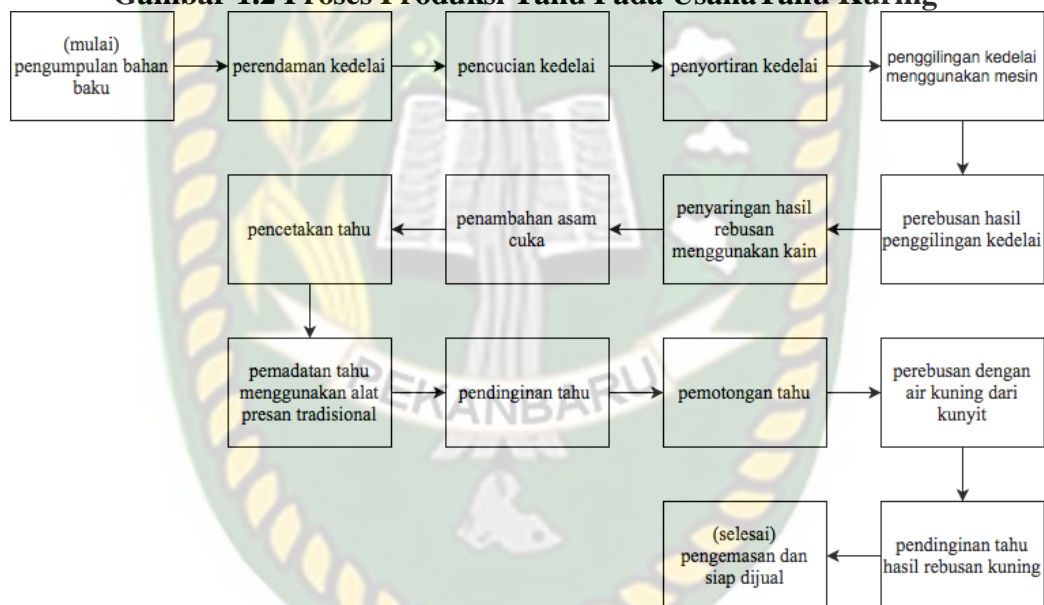 Gambar 1.2 Proses Produksi Tahu Pada UsahaTahu Kuring
(mulai)
pengumpulan bahan
baku
perendaman kedelai
pencucian kedelai
penyortiran kedelai
penggilingan kedelai
menggunakan mesin
perebusan hasil
penggilingan kedelai
penyaringan hasil
rebusan
menggunakan kain
penambahan asam
cuka
pencetakan tahu
pemadatan tahu
menggunakan alat
presan tradisional
pendinginan tahu
pemotongan tahu
perebusan dengan
air kuning dari
kunyit
pendinginan tahu
hasil rebusan kuning
(selesai)
pengemasan dan
siap dijual
PEKANBARU